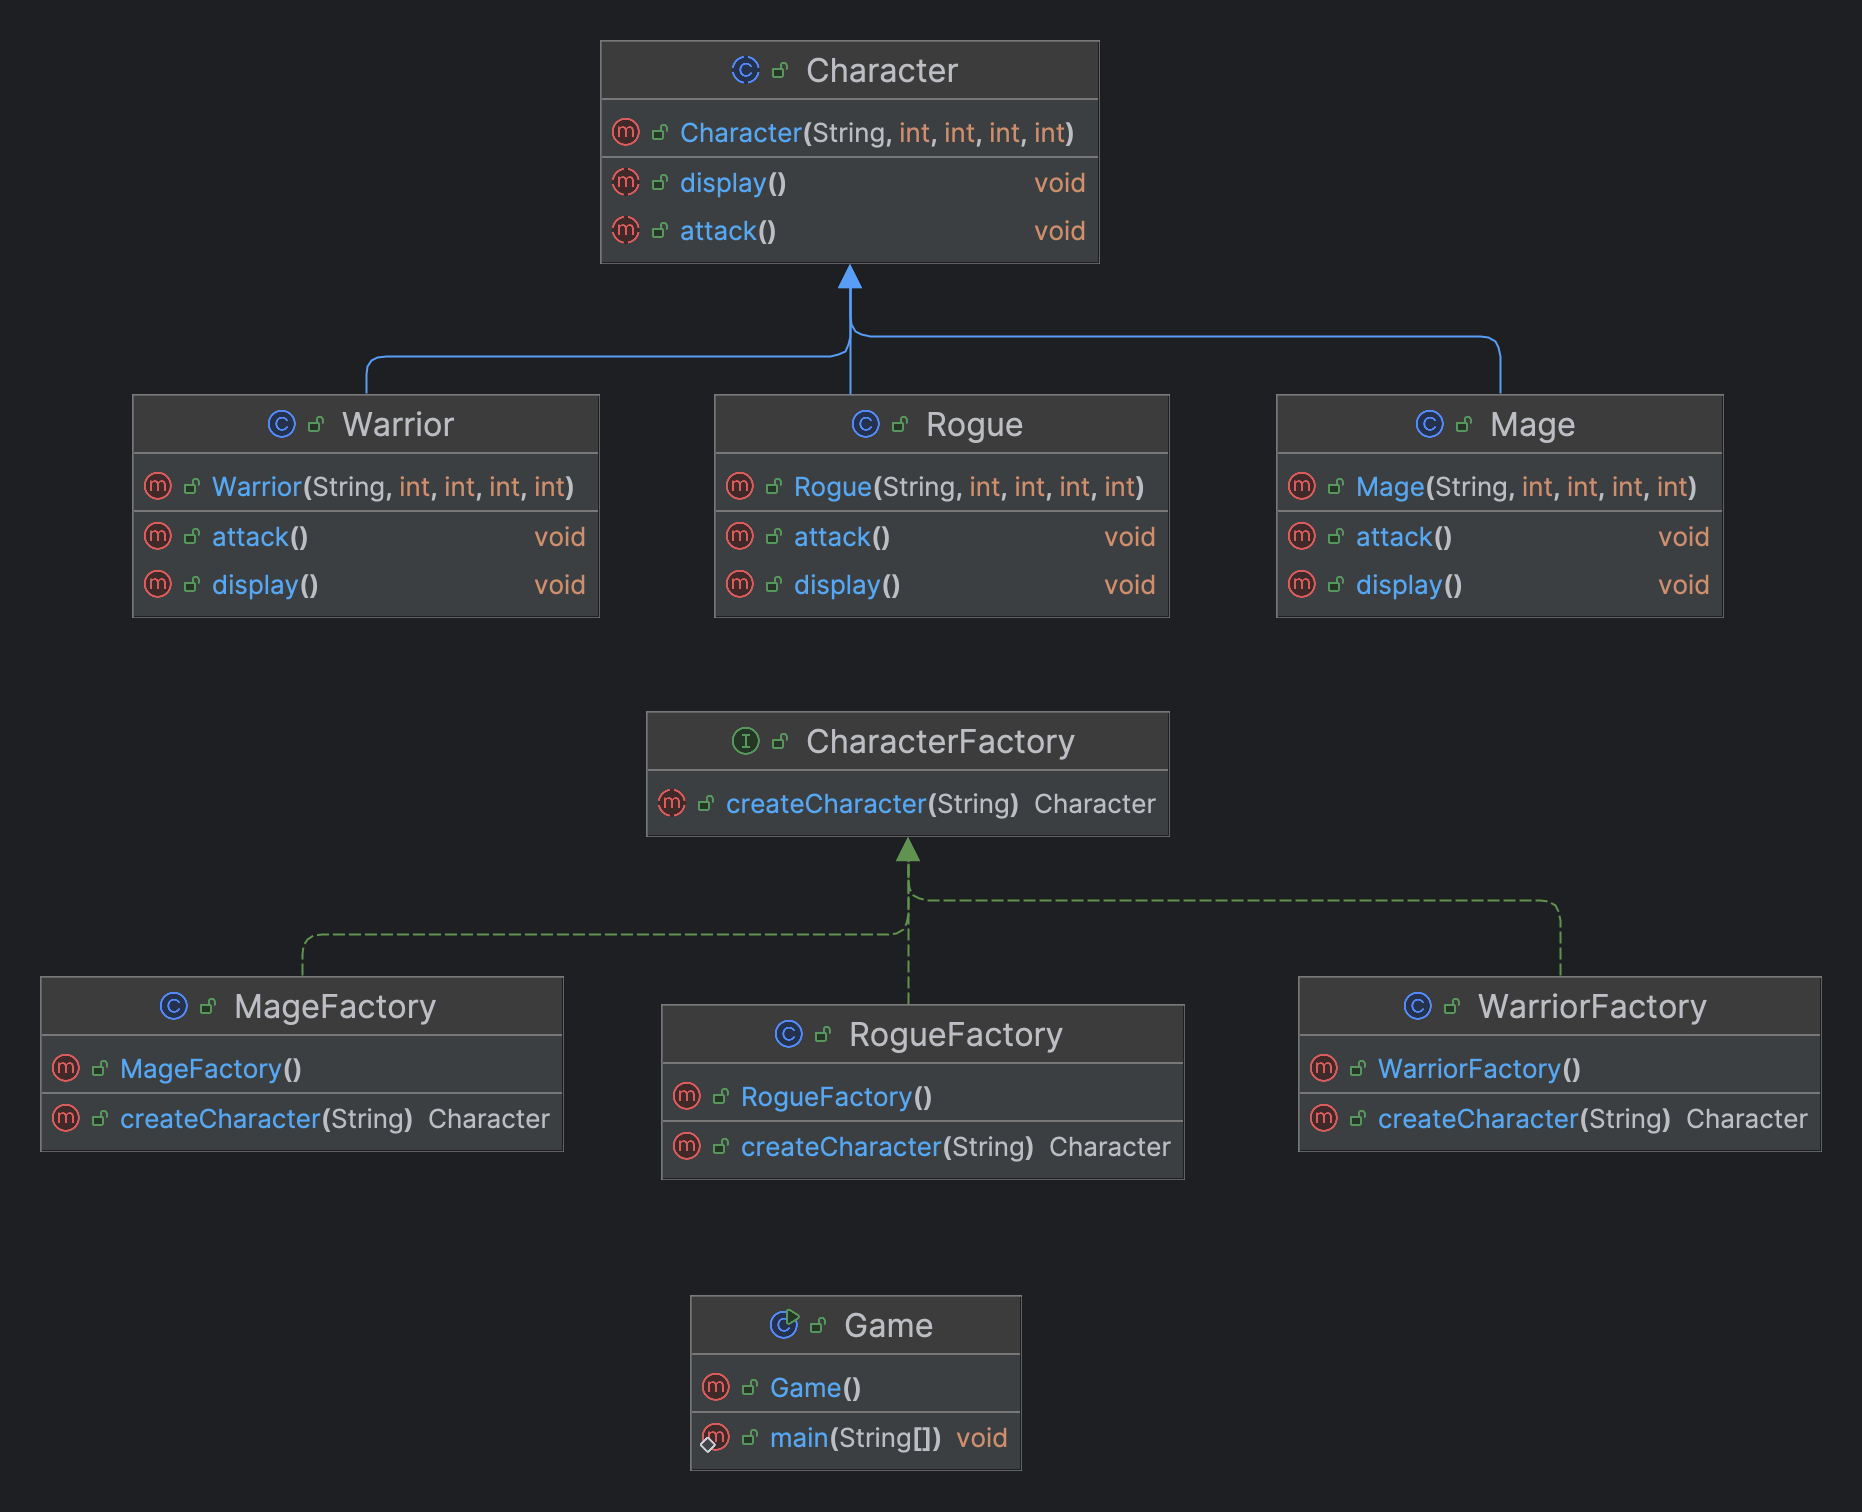 Character
Character(String, int, int, int, int)
display() void
attack() void
Warrior
Warrior(String, int, int, int, int)
attack() void
display() void
Rogue
Rogue(String, int, int, int, int)
attack() void
display() void
Mage
Mage(String, int, int, int, int)
attack() void
display() void
CharacterFactory
createCharacter(String) Character
MageFactory
MageFactory()
createCharacter(String) Character
RogueFactory
RogueFactory()
createCharacter(String) Character
WarriorFactory
WarriorFactory()
createCharacter(String) Character
Game
Game()
main(String[]) void